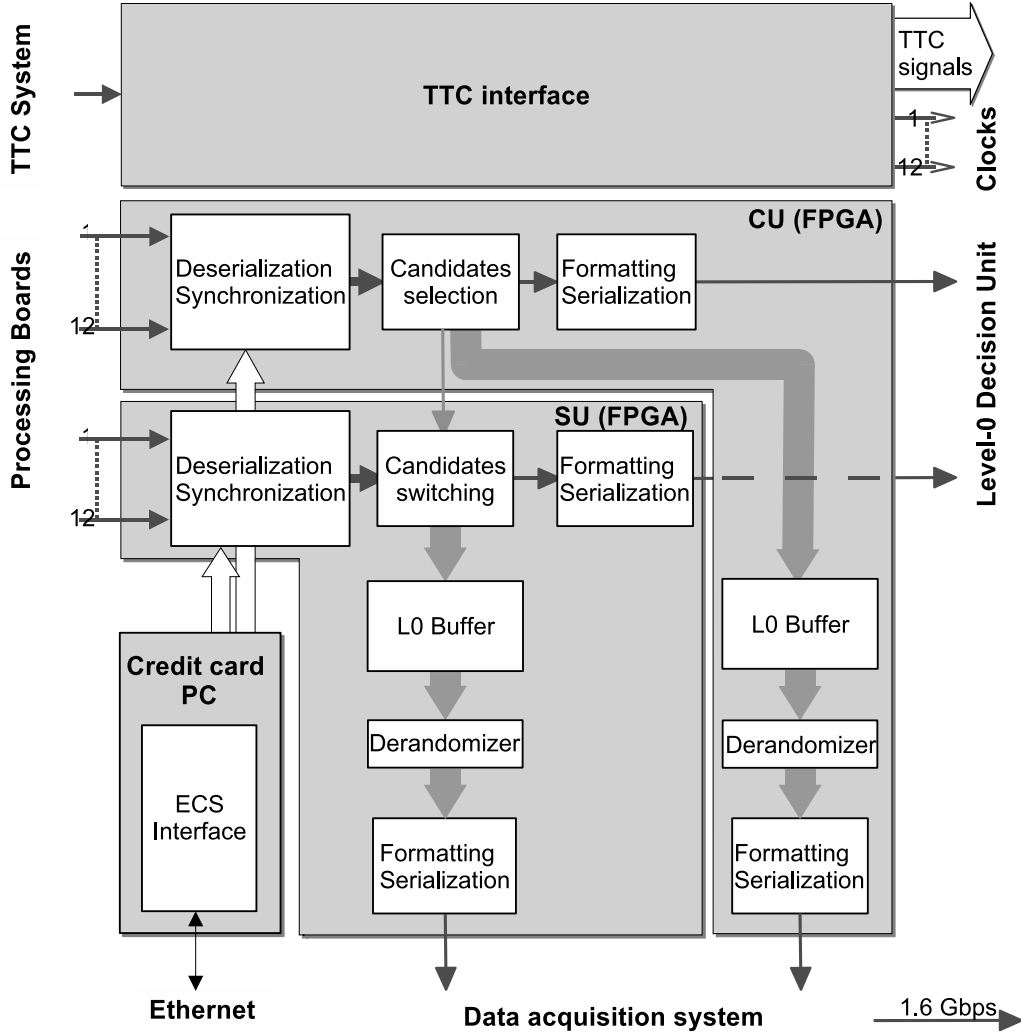 TTC System
TTC interface
TTC
signals
1
12
Clocks
CU (FPGA)
Processing Boards
1
12
Deserialization
Synchronization
Candidates
selection
Formatting
Serialization
Level-0 Decision Unit
SU (FPGA)
1
12
Deserialization
Synchronization
Candidates
switching
Formatting
Serialization
L0 Buffer
L0 Buffer
Credit card
PC
Derandomizer
Derandomizer
ECS
Interface
Formatting
Serialization
Formatting
Serialization
Ethernet
Data acquisition system
1.6 Gbps